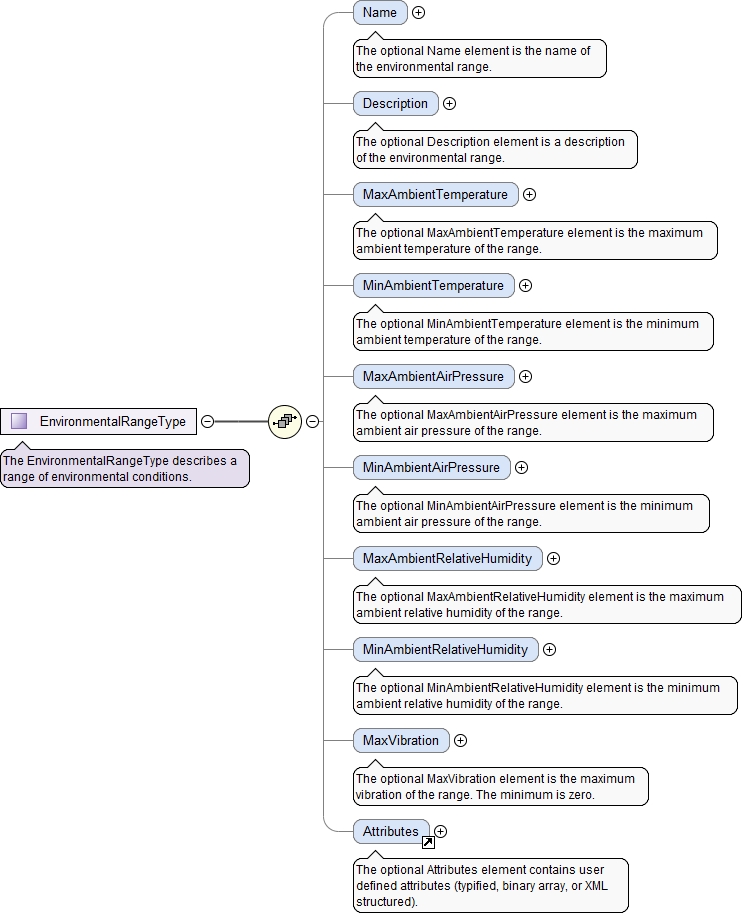 Name
The optional Name element is the name of
the environmental range.
Description
The optional Description element is a description
of the environmental range.
MaxAmbientTemperature
The optional MaxAmbientTemperature element is the maximum
ambient temperature of the range.
MinAmbientTemperature
The optional MinAmbientTemperature element is the minimum
ambient temperature of the range.
MaxAmbientAirPressure
The optional MaxAmbientAirPressure element is the maximum
ambient air pressure of the range.
EnvironmentalRangeType
The EnvironmentalRangeType describes a
range of environmental conditions.
MinAmbientAirPressure
The optional MinAmbientAirPressure element is the minimum
ambient air pressure of the range.
MaxAmbientRelativeHumidity
The optional MaxAmbientRelativeHumidity element is the maximum
ambient relative humidity of the range.
MinAmbientRelativeHumidity
The optional MinAmbientRelativeHumidity element is the minimum
ambient relative humidity of the range.
MaxVibration
The optional MaxVibration element is the maximum
vibration of the range. The minimum is zero.
Attributes
The optional Attributes element contains user
defined attributes (typified, binary array, or XML
structured).